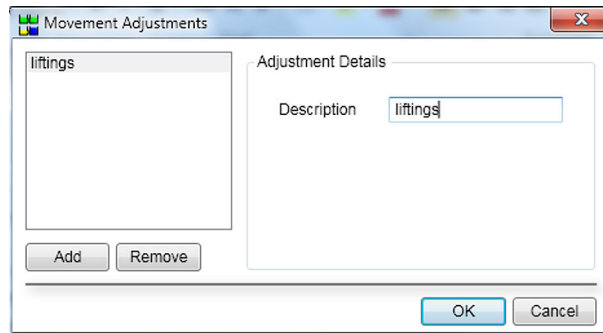 Movement Adjustments
liftings
Adjustment Details
Description
liftings
Add
Remove
OK
Cancel